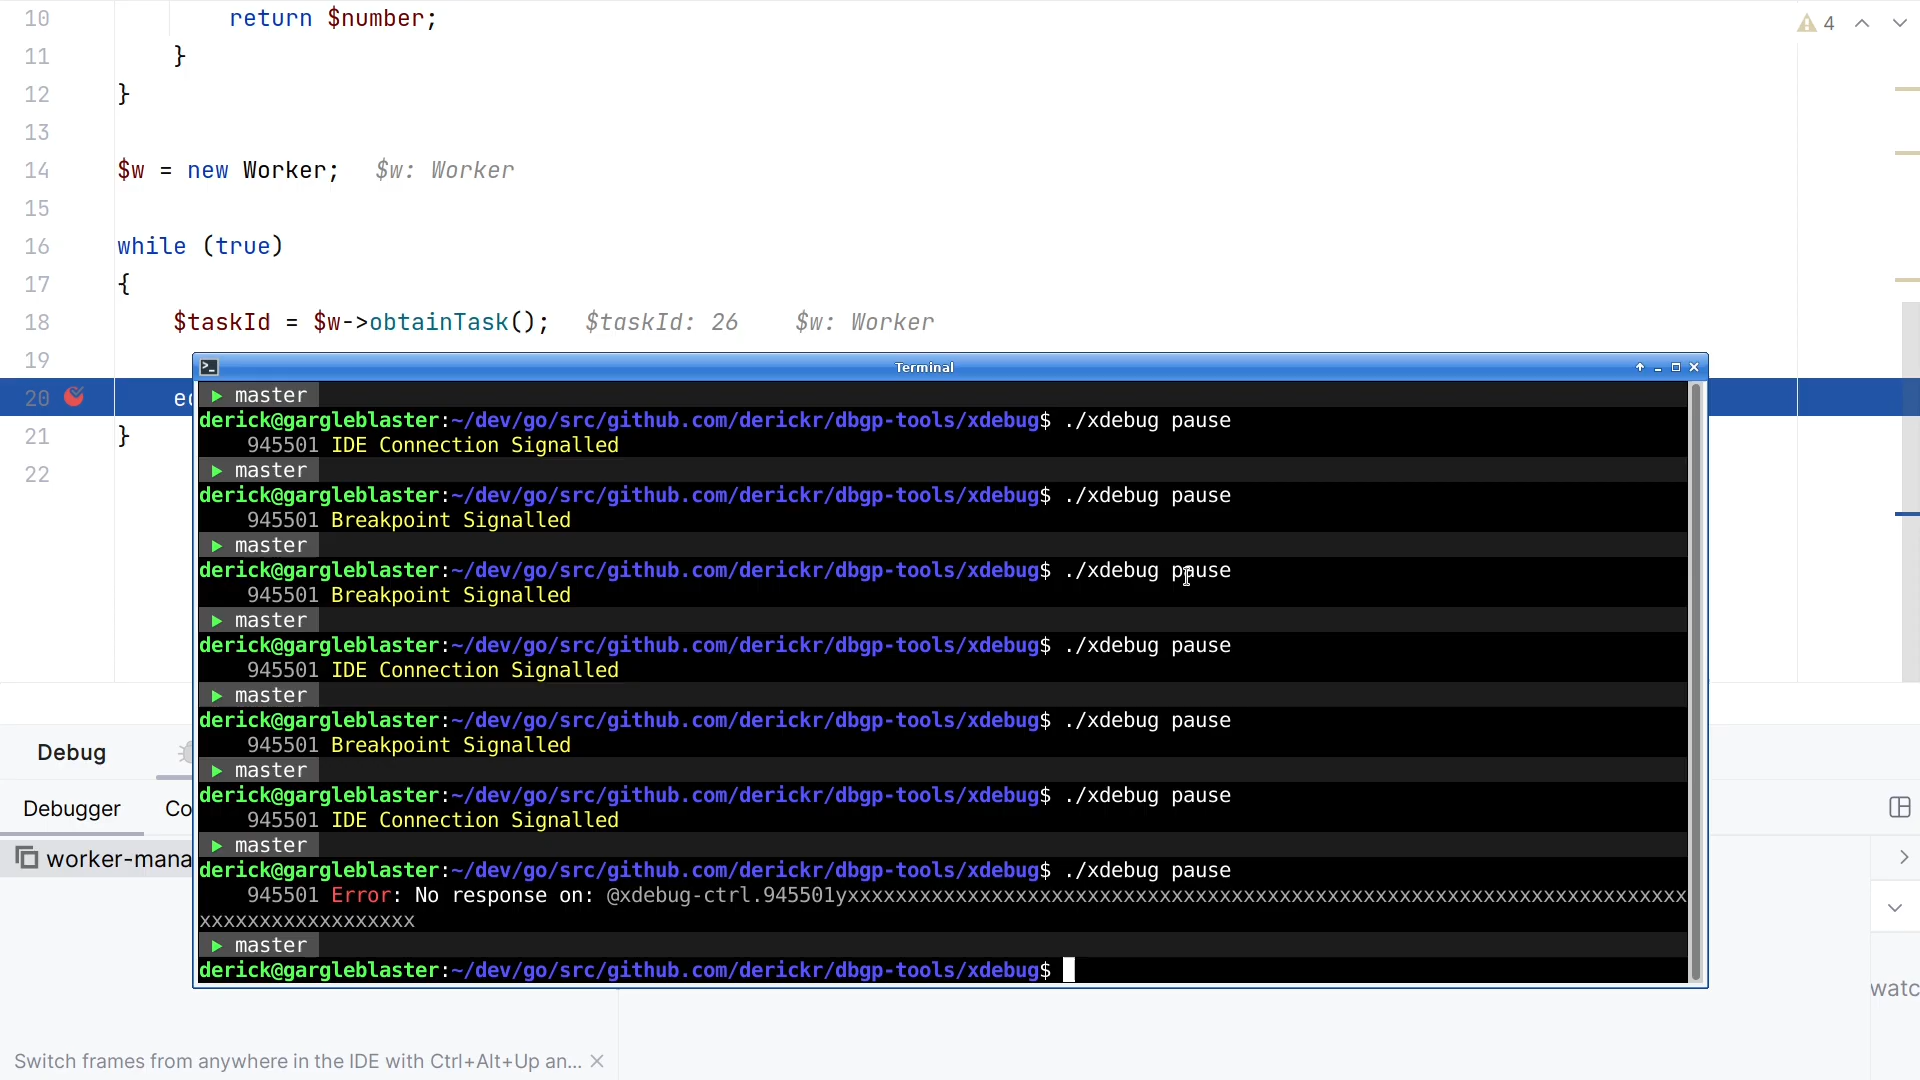 10 return $number;
11 }
12 }
13
14 $w = new Worker; $w: Worker
15
16 while (true)
17 {
18 $taskId = $w->obtainTask(); $taskId: 26 $w: Worker
19
20
21 }
22
4
Terminal
master
derick@gargleblaster:~/dev/go/src/github.com/derickr/dbgp-tools/xdebug$ ./xdebug pause
945501 IDE Connection Signalled
master
derick@gargleblaster:~/dev/go/src/github.com/derickr/dbgp-tools/xdebug$ ./xdebug pause
945501 Breakpoint Signalled
master
derick@gargleblaster:~/dev/go/src/github.com/derickr/dbgp-tools/xdebug$ ./xdebug pause
945501 Breakpoint Signalled
master
derick@gargleblaster:~/dev/go/src/github.com/derickr/dbgp-tools/xdebug$ ./xdebug pause
945501 IDE Connection Signalled
master
derick@gargleblaster:~/dev/go/src/github.com/derickr/dbgp-tools/xdebug$ ./xdebug pause
945501 Breakpoint Signalled
master
derick@gargleblaster:~/dev/go/src/github.com/derickr/dbgp-tools/xdebug$ ./xdebug pause
945501 IDE Connection Signalled
master
derick@gargleblaster:~/dev/go/src/github.com/derickr/dbgp-tools/xdebug$ ./xdebug pause
945501 Error: No response on: @xdebug-ctrl.945501yxxxxxxxxxxxxxxxxxxxxxxxxxxxxxxxxxxxxxxxxxxxxxxxxxxxxxxxxxxxxxxxxxxxxx
xxxxxxxxxxxxxxxxxx
master
derick@gargleblaster:~/dev/go/src/github.com/derickr/dbgp-tools/xdebug$
Debug
Debugger Co
worker-mana
watc
Switch frames from anywhere in the IDE with Ctrl+Alt+Up an...